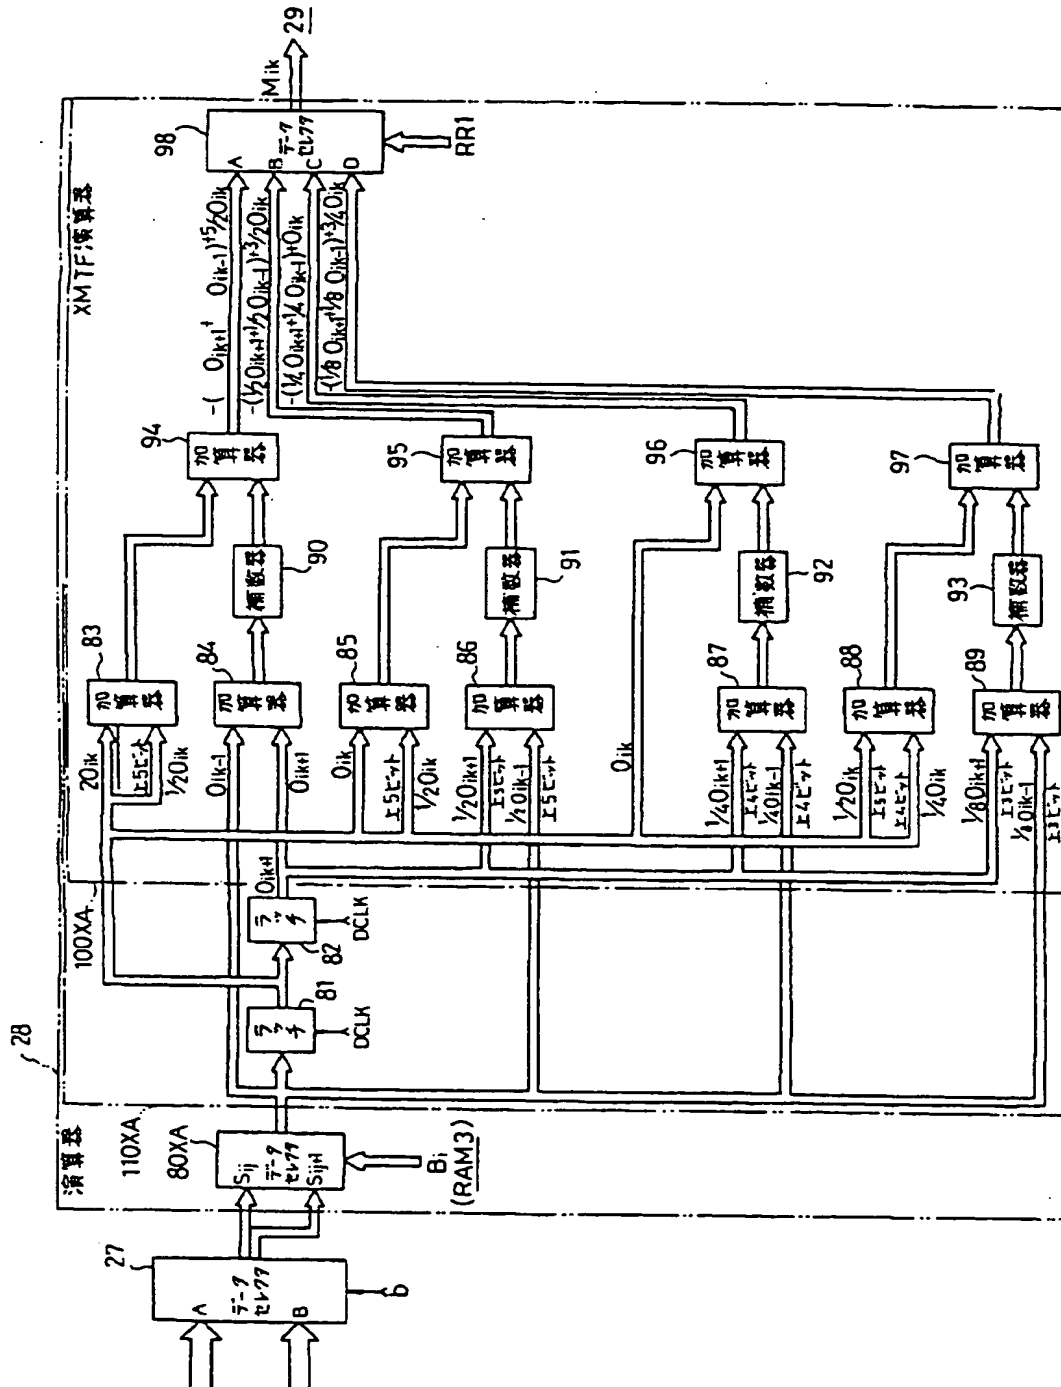 28
演算器
110XA
80XA
27
A
データ
セレクタ
B
b
Sij
データ
セレクタ
Sij+1
Bi
(RAM3)
100XA
XMTF演算器
81
ラッチ
DCLK
82
ラッチ
DCLK
Oik+1
2Oik
上5ビット
1/2Oik
83
加算器
Oik-1
Oik+1
84
加算器
Oik
上5ビット
1/2Oik
85
加算器
1/2Oik+1
上5ビット
1/2Oik-1
上5ビット
86
加算器
Oik
1/4Oik+1
上4ビット
1/4Oik-1
上4ビット
87
加算器
1/2Oik
上5ビット
上4ビット
1/4Oik
88
加算器
1/8Oik+1
上3ビット
1/8Oik-1
上3ビット
89
加算器
補数器
90
補数器
91
補数器
92
93
補数器
94
加算器
95
加算器
96
加算器
97
加算器
-( Oik+1+ Oik-1)+5/2Oik
-(1/2Oik+1+1/2Oik-1)+3/2Oik
-(1/4Oik+1+1/4Oik-1)+Oik
-(1/8Oik+1+1/8Oik-1)+3/4Oik
98
A
B
C
D
データ
セレクタ
RR1
Mik
29